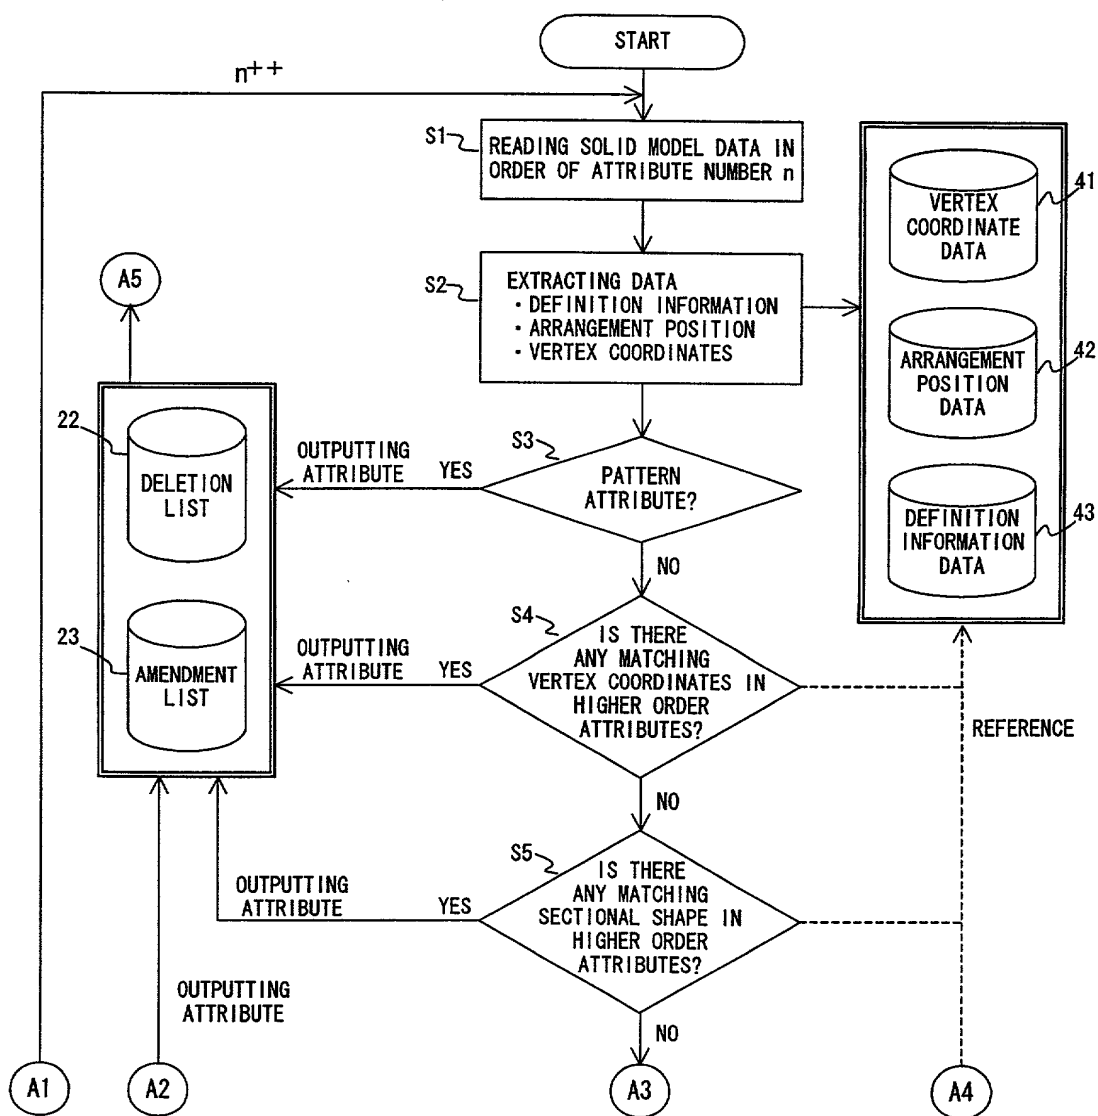 START
n++
S1
READING SOLID MODEL DATA IN
ORDER OF ATTRIBUTE NUMBER n
41
VERTEX
COORDINATE
DATA
A5
S2
EXTRACTING DATA
・DEFINITION INFORMATION
・ARRANGEMENT POSITION
・VERTEX COORDINATES
42
ARRANGEMENT
POSITION
DATA
22
DELETION
LIST
OUTPUTTING
ATTRIBUTE
YES
S3
PATTERN
ATTRIBUTE?
43
DEFINITION
INFORMATION
DATA
NO
23
AMENDMENT
LIST
OUTPUTTING
ATTRIBUTE
YES
S4
IS THERE
ANY MATCHING
VERTEX COORDINATES IN
HIGHER ORDER
ATTRIBUTES?
REFERENCE
NO
OUTPUTTING
ATTRIBUTE
YES
S5
IS THERE
ANY MATCHING
SECTIONAL SHAPE IN
HIGHER ORDER
ATTRIBUTES?
OUTPUTTING
ATTRIBUTE
NO
A1
A2
A3
A4